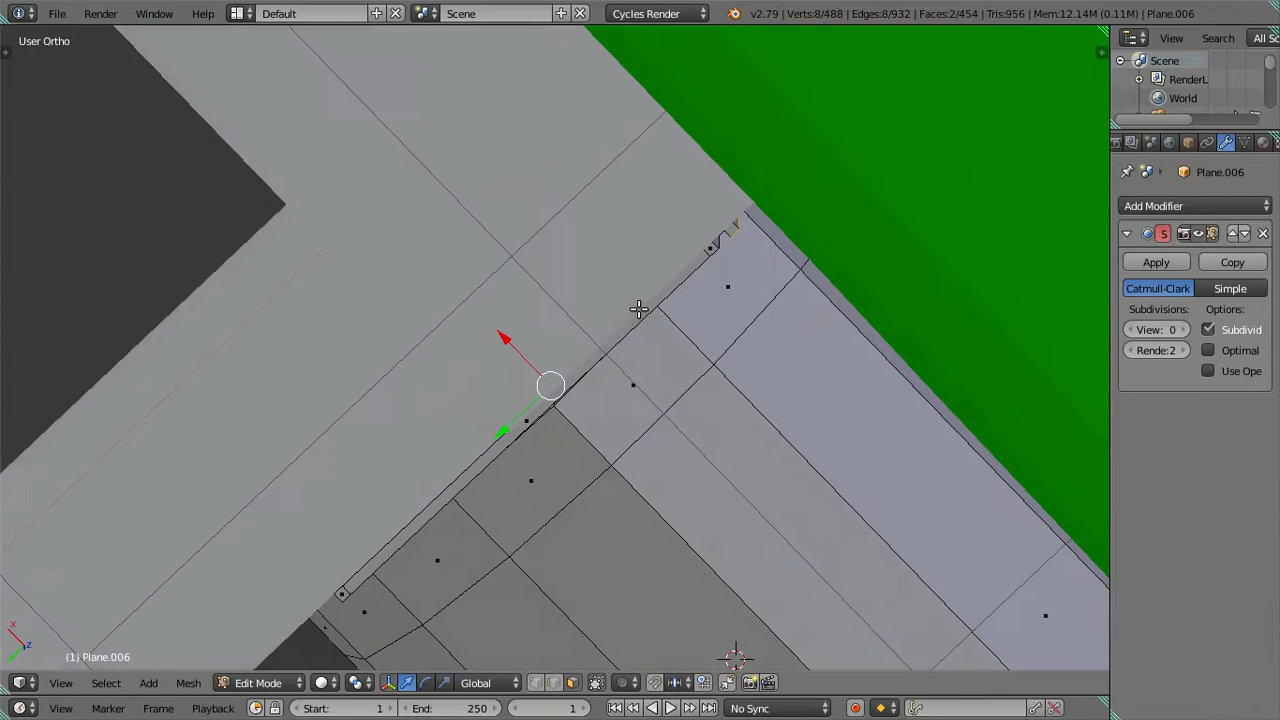 File Render Window Help Default Scene Cycles Render v2.79 | Verts:8/488 | Edges:8/932 | Faces:2/454 | Tris:956 | Mem:12.14M (0.11M) | Plane.006
User Ortho
View Search All Sc
Scene
RenderL
World
Plane.006
Add Modifier
S
Apply Copy
Catmull-Clark Simple
Subdivisions: Options:
View: 0 Subdivid
Rende:2 Optimal
Use Ope
x z
(1) Plane.006
View Select Add Mesh Edit Mode Global
View Marker Frame Playback Start: 1 End: 250 1 No Sync